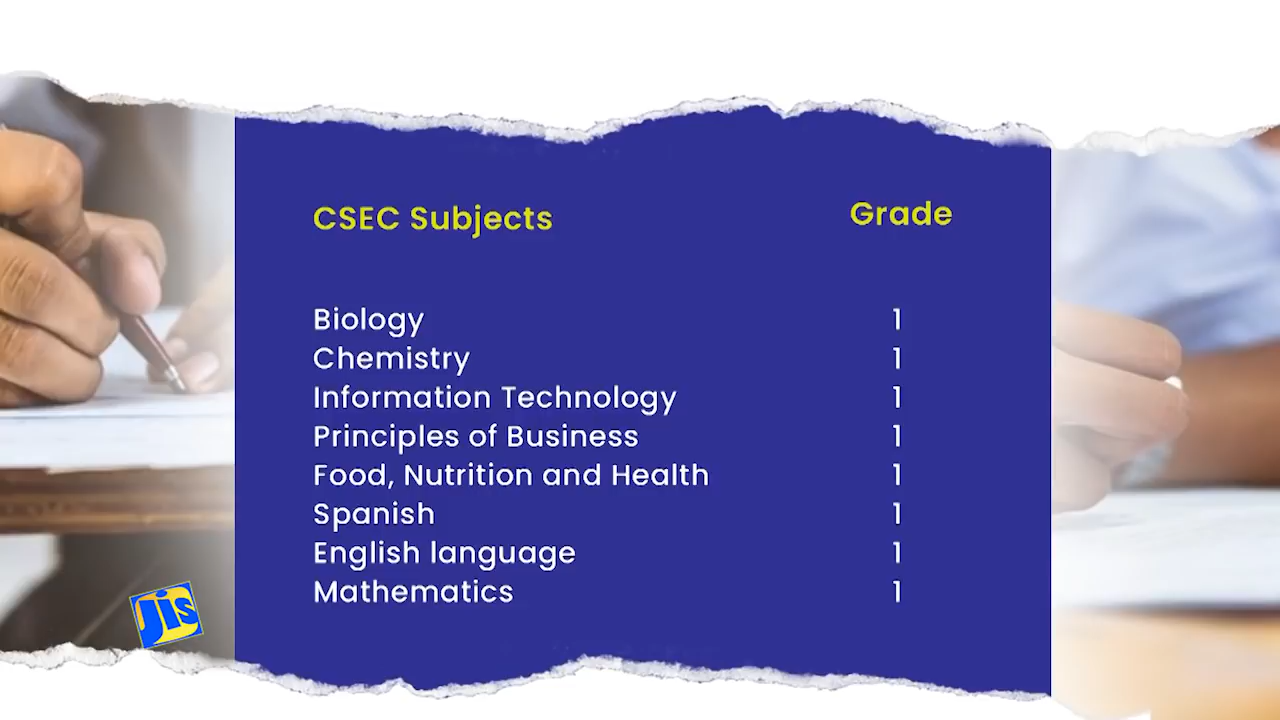 CSEC Subjects Grade
Biology 1
Chemistry 1
Information Technology 1
Principles of Business 1
Food, Nutrition and Health 1
Spanish 1
English language 1
Mathematics 1
Jis